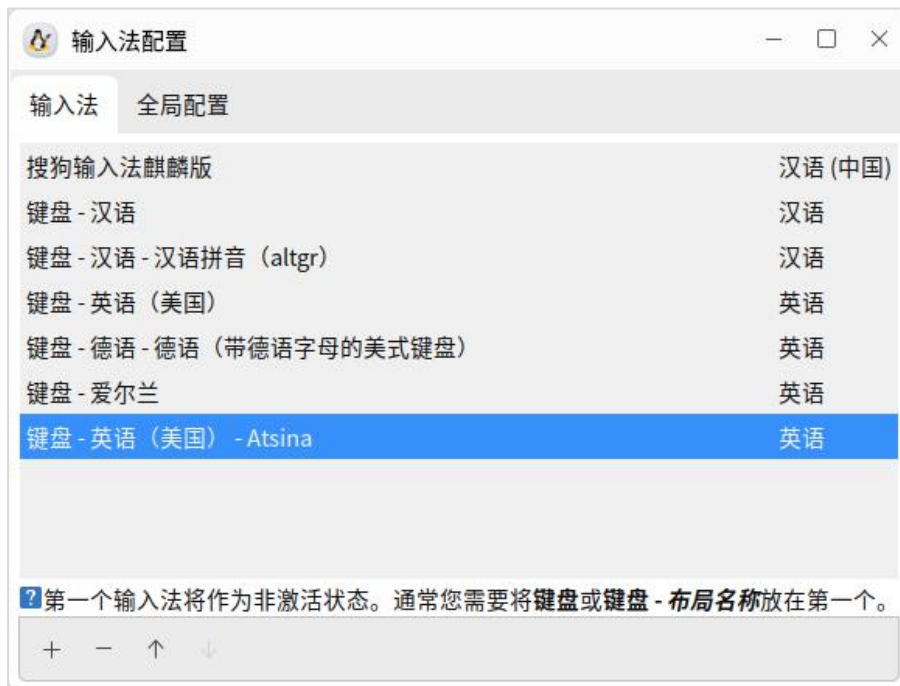 输入法配置
输入法 全局配置
搜狗输入法麒麟版 汉语 (中国)
键盘 - 汉语 汉语
键盘 - 汉语 - 汉语拼音（altgr） 汉语
键盘 - 英语（美国） 英语
键盘 - 德语 - 德语（带德语字母的美式键盘） 英语
键盘 - 爱尔兰 英语
键盘 - 英语（美国） - Atsina 英语
?第一个输入法将作为非激活状态。通常您需要将键盘或键盘 - 布局名称放在第一个。